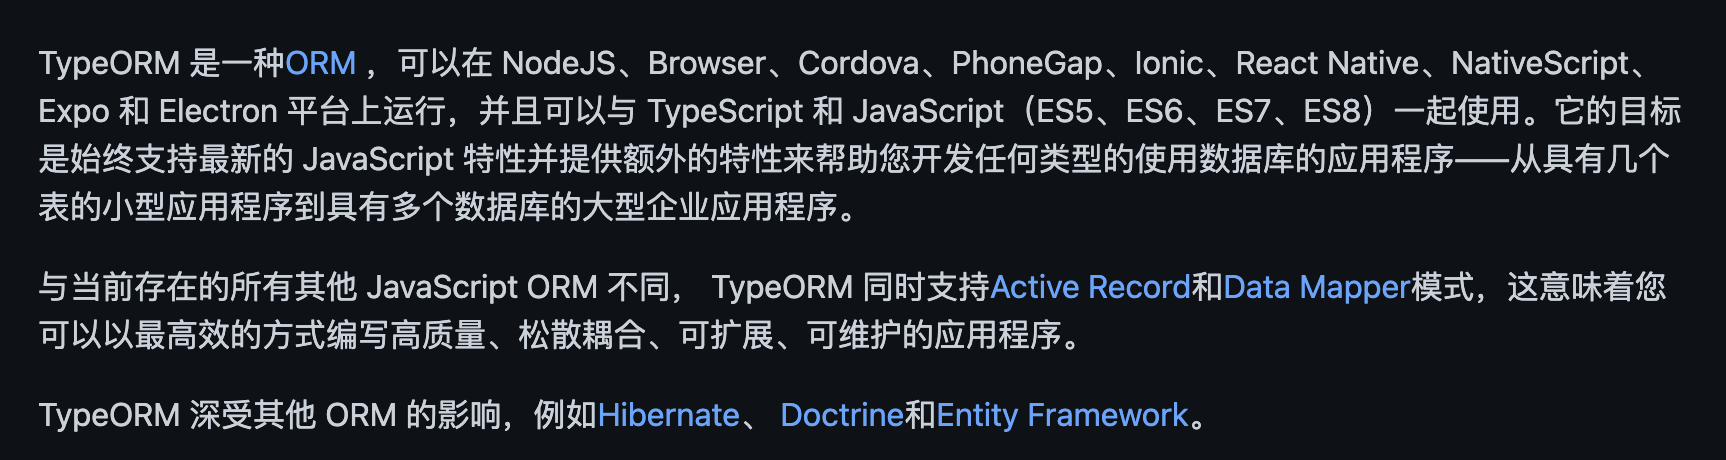 TypeORM 是一种ORM ，可以在 NodeJS、Browser、Cordova、PhoneGap、Ionic、React Native、NativeScript、
Expo 和 Electron 平台上运行，并且可以与 TypeScript 和 JavaScript（ES5、ES6、ES7、ES8）一起使用。它的目标
是始终支持最新的 JavaScript 特性并提供额外的特性来帮助您开发任何类型的使用数据库的应用程序——从具有几个
表的小型应用程序到具有多个数据库的大型企业应用程序。
与当前存在的所有其他 JavaScript ORM 不同， TypeORM 同时支持Active Record和Data Mapper模式，这意味着您
可以以最高效的方式编写高质量、松散耦合、可扩展、可维护的应用程序。
TypeORM 深受其他 ORM 的影响，例如Hibernate、 Doctrine和Entity Framework。